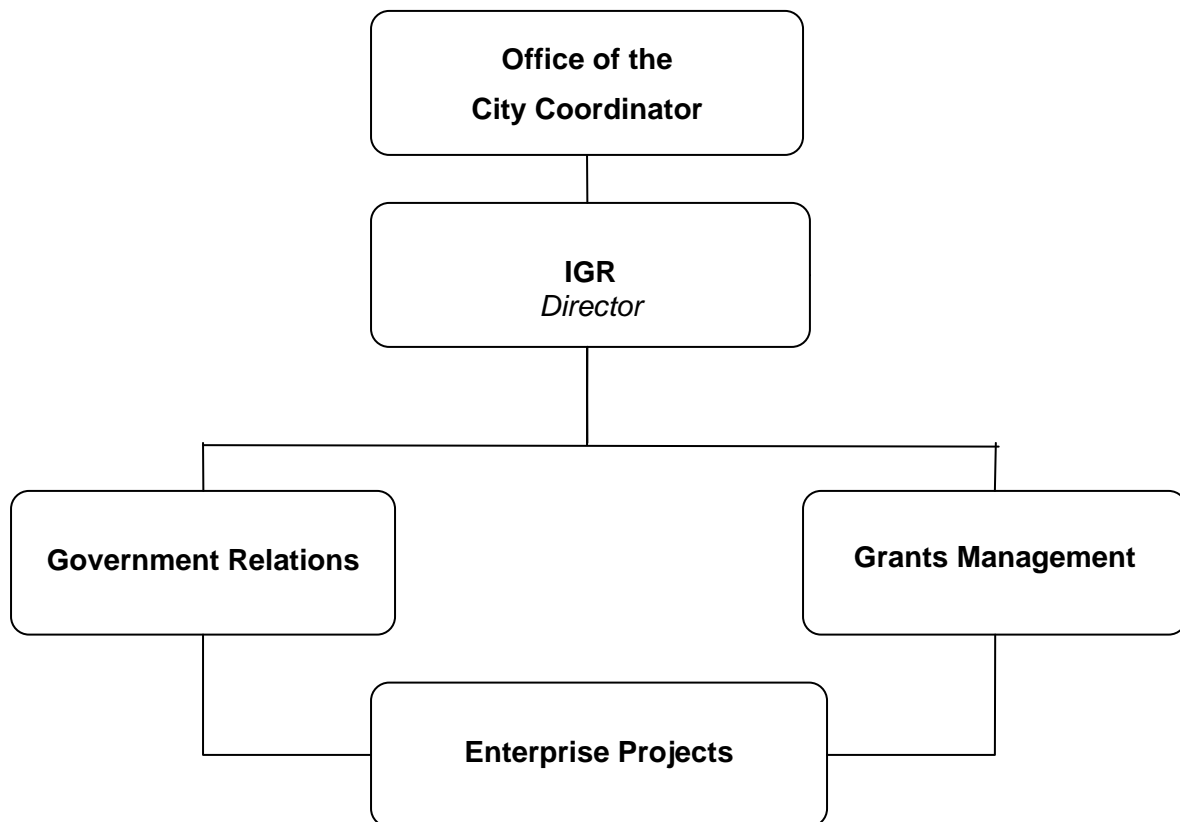 Office of the
City Coordinator
IGR
Director
Government Relations
Grants Management
Enterprise Projects